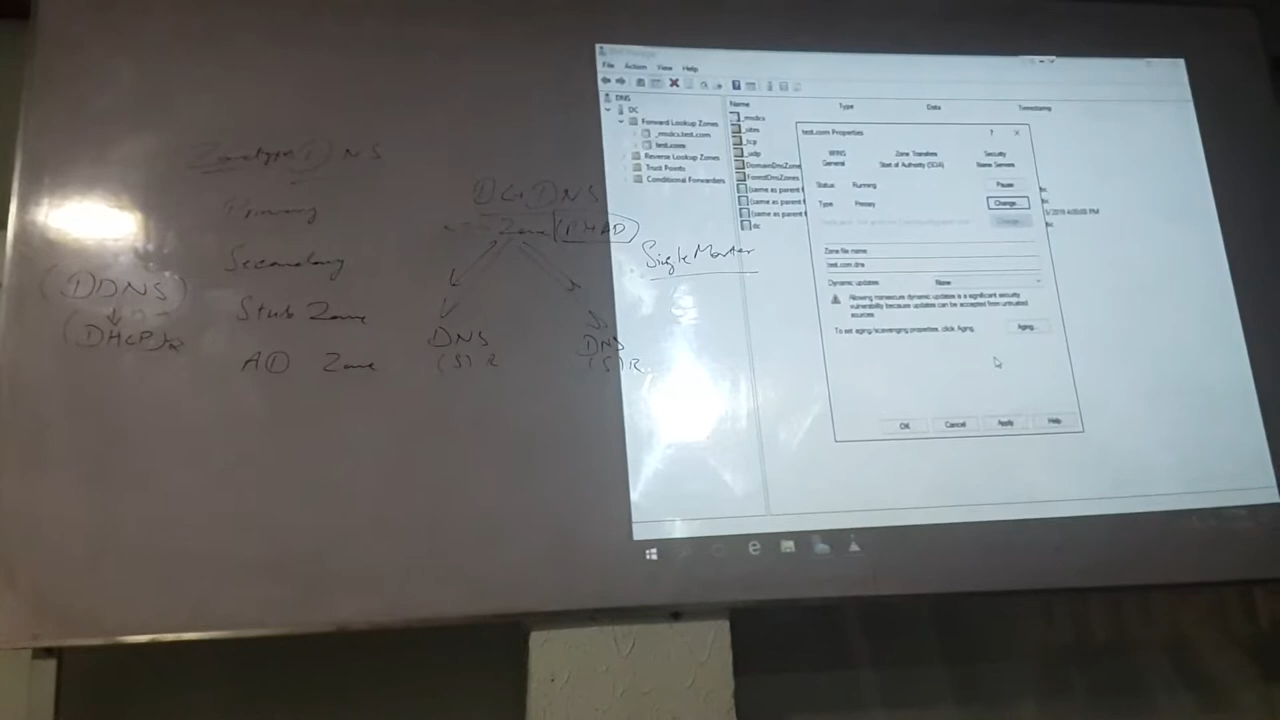 Zone type DNS
Primary
Secondary
Stub Zone
AD Zone
DDNS
DHCP
DC + DNS
Zone
DNS
(S) R
DNS
(S) R
Single Master
File Action View Help
DNS
DC
Forward Lookup Zones
_msdcs.test.com
test.com
Reverse Lookup Zones
Trust Points
Conditional Forwarders
Name Type Data Timestamp
_msdcs
_sites
_tcp
_udp
DomainDnsZones
ForestDnsZones
(same as parent f
(same as parent f
(same as parent f
dc
test.com Properties
WINS Zone Transfers Security
General Start of Authority (SOA) Name Servers
Status: Running Pause
Type: Primary Change...
Change...
Zone file name:
test.com.dns
Dynamic updates: None
Allowing nonsecure dynamic updates is a significant security
vulnerability because updates can be accepted from untrusted
sources.
To set aging/scavenging properties, click Aging. Aging...
OK Cancel Apply Help